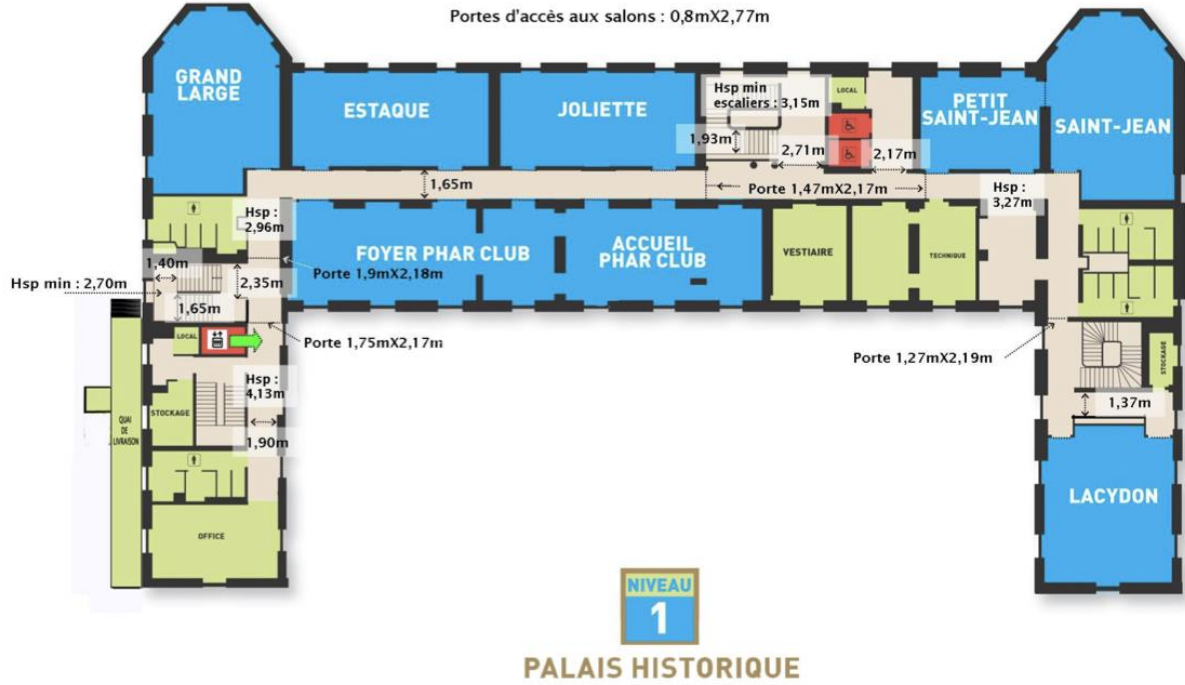 Portes d'accès aux salons : 0,8mX2,77m
GRAND
LARGE
ESTAQUE
JOLIETTE
Hsp min
escaliers : 3,15m
LOCAL
PETIT
SAINT-JEAN
SAINT-JEAN
1,93m
2,71m
2,17m
1,65m
Porte 1,47mX2,17m
Hsp :
3,27m
Hsp :
2,96m
FOYER PHAR CLUB
ACCUEIL
PHAR CLUB
VESTIAIRE
TECHNIQUE
1,40m
Hsp min : 2,70m
2,35m
Porte 1,9mX2,18m
1,65m
LOCAL
Porte 1,75mX2,17m
Porte 1,27mX2,19m
STOCKAGE
Hsp :
4,13m
STOCKAGE
1,37m
QUAI
DE
LIVRAISON
1,90m
LACYDON
OFFICE
NIVEAU
1
PALAIS HISTORIQUE